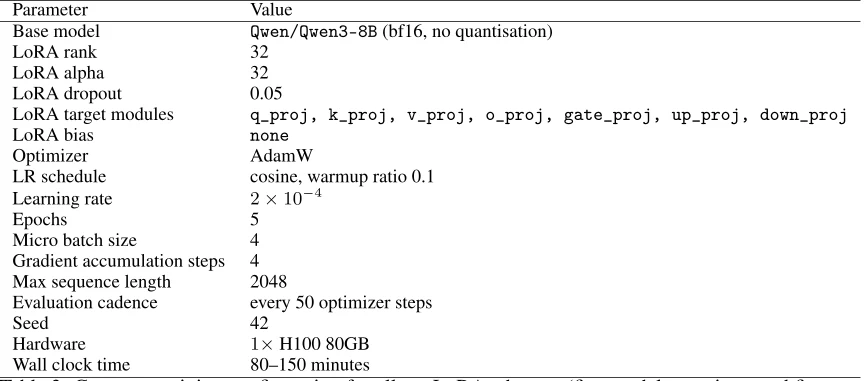 Parameter Value
Base model Qwen/Qwen3-8B (bf16, no quantisation)
LoRA rank 32
LoRA alpha 32
LoRA dropout 0.05
LoRA target modules q_proj, k_proj, v_proj, o_proj, gate_proj, up_proj, down_proj
LoRA bias none
Optimizer AdamW
LR schedule cosine, warmup ratio 0.1
Learning rate 2 × 10⁻⁴
Epochs 5
Micro batch size 4
Gradient accumulation steps 4
Max sequence length 2048
Evaluation cadence every 50 optimizer steps
Seed 42
Hardware 1× H100 80GB
Wall clock time 80–150 minutes